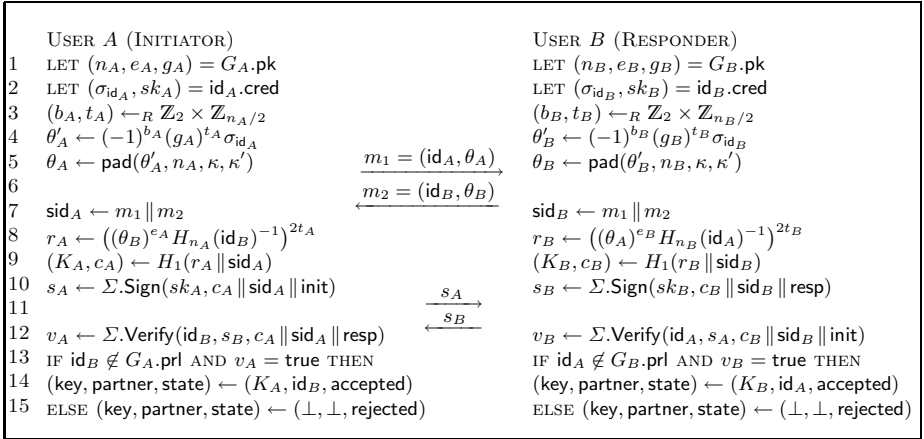 USER A (INITIATOR) USER B (RESPONDER)
1 LET (n_A, e_A, g_A) = G_A.pk LET (n_B, e_B, g_B) = G_B.pk
2 LET (σ_{id_A}, sk_A) = id_A.cred LET (σ_{id_B}, sk_B) = id_B.cred
3 (b_A, t_A) ←_R ℤ_2 × ℤ_{n_A/2} (b_B, t_B) ←_R ℤ_2 × ℤ_{n_B/2}
4 θ'_A ← (−1)^{b_A}(g_A)^{t_A}σ_{id_A} θ'_B ← (−1)^{b_B}(g_B)^{t_B}σ_{id_B}
5 θ_A ← pad(θ'_A, n_A, κ, κ') m_1 = (id_A, θ_A) θ_B ← pad(θ'_B, n_B, κ, κ')
6 m_2 = (id_B, θ_B)
7 sid_A ← m_1 ∥ m_2 sid_B ← m_1 ∥ m_2
8 r_A ← ((θ_B)^{e_A} H_{n_A}(id_B)^{−1})^{2t_A} r_B ← ((θ_A)^{e_B} H_{n_B}(id_A)^{−1})^{2t_B}
9 (K_A, c_A) ← H_1(r_A ∥ sid_A) (K_B, c_B) ← H_1(r_B ∥ sid_B)
10 s_A ← Σ.Sign(sk_A, c_A ∥ sid_A ∥ init) s_B ← Σ.Sign(sk_B, c_B ∥ sid_B ∥ resp)
11 s_A
s_B
12 v_A ← Σ.Verify(id_B, s_B, c_A ∥ sid_A ∥ resp) v_B ← Σ.Verify(id_A, s_A, c_B ∥ sid_B ∥ init)
13 IF id_B ∉ G_A.prl AND v_A = true THEN IF id_A ∉ G_B.prl AND v_B = true THEN
14 (key, partner, state) ← (K_A, id_B, accepted) (key, partner, state) ← (K_B, id_A, accepted)
15 ELSE (key, partner, state) ← (⊥, ⊥, rejected) ELSE (key, partner, state) ← (⊥, ⊥, rejected)